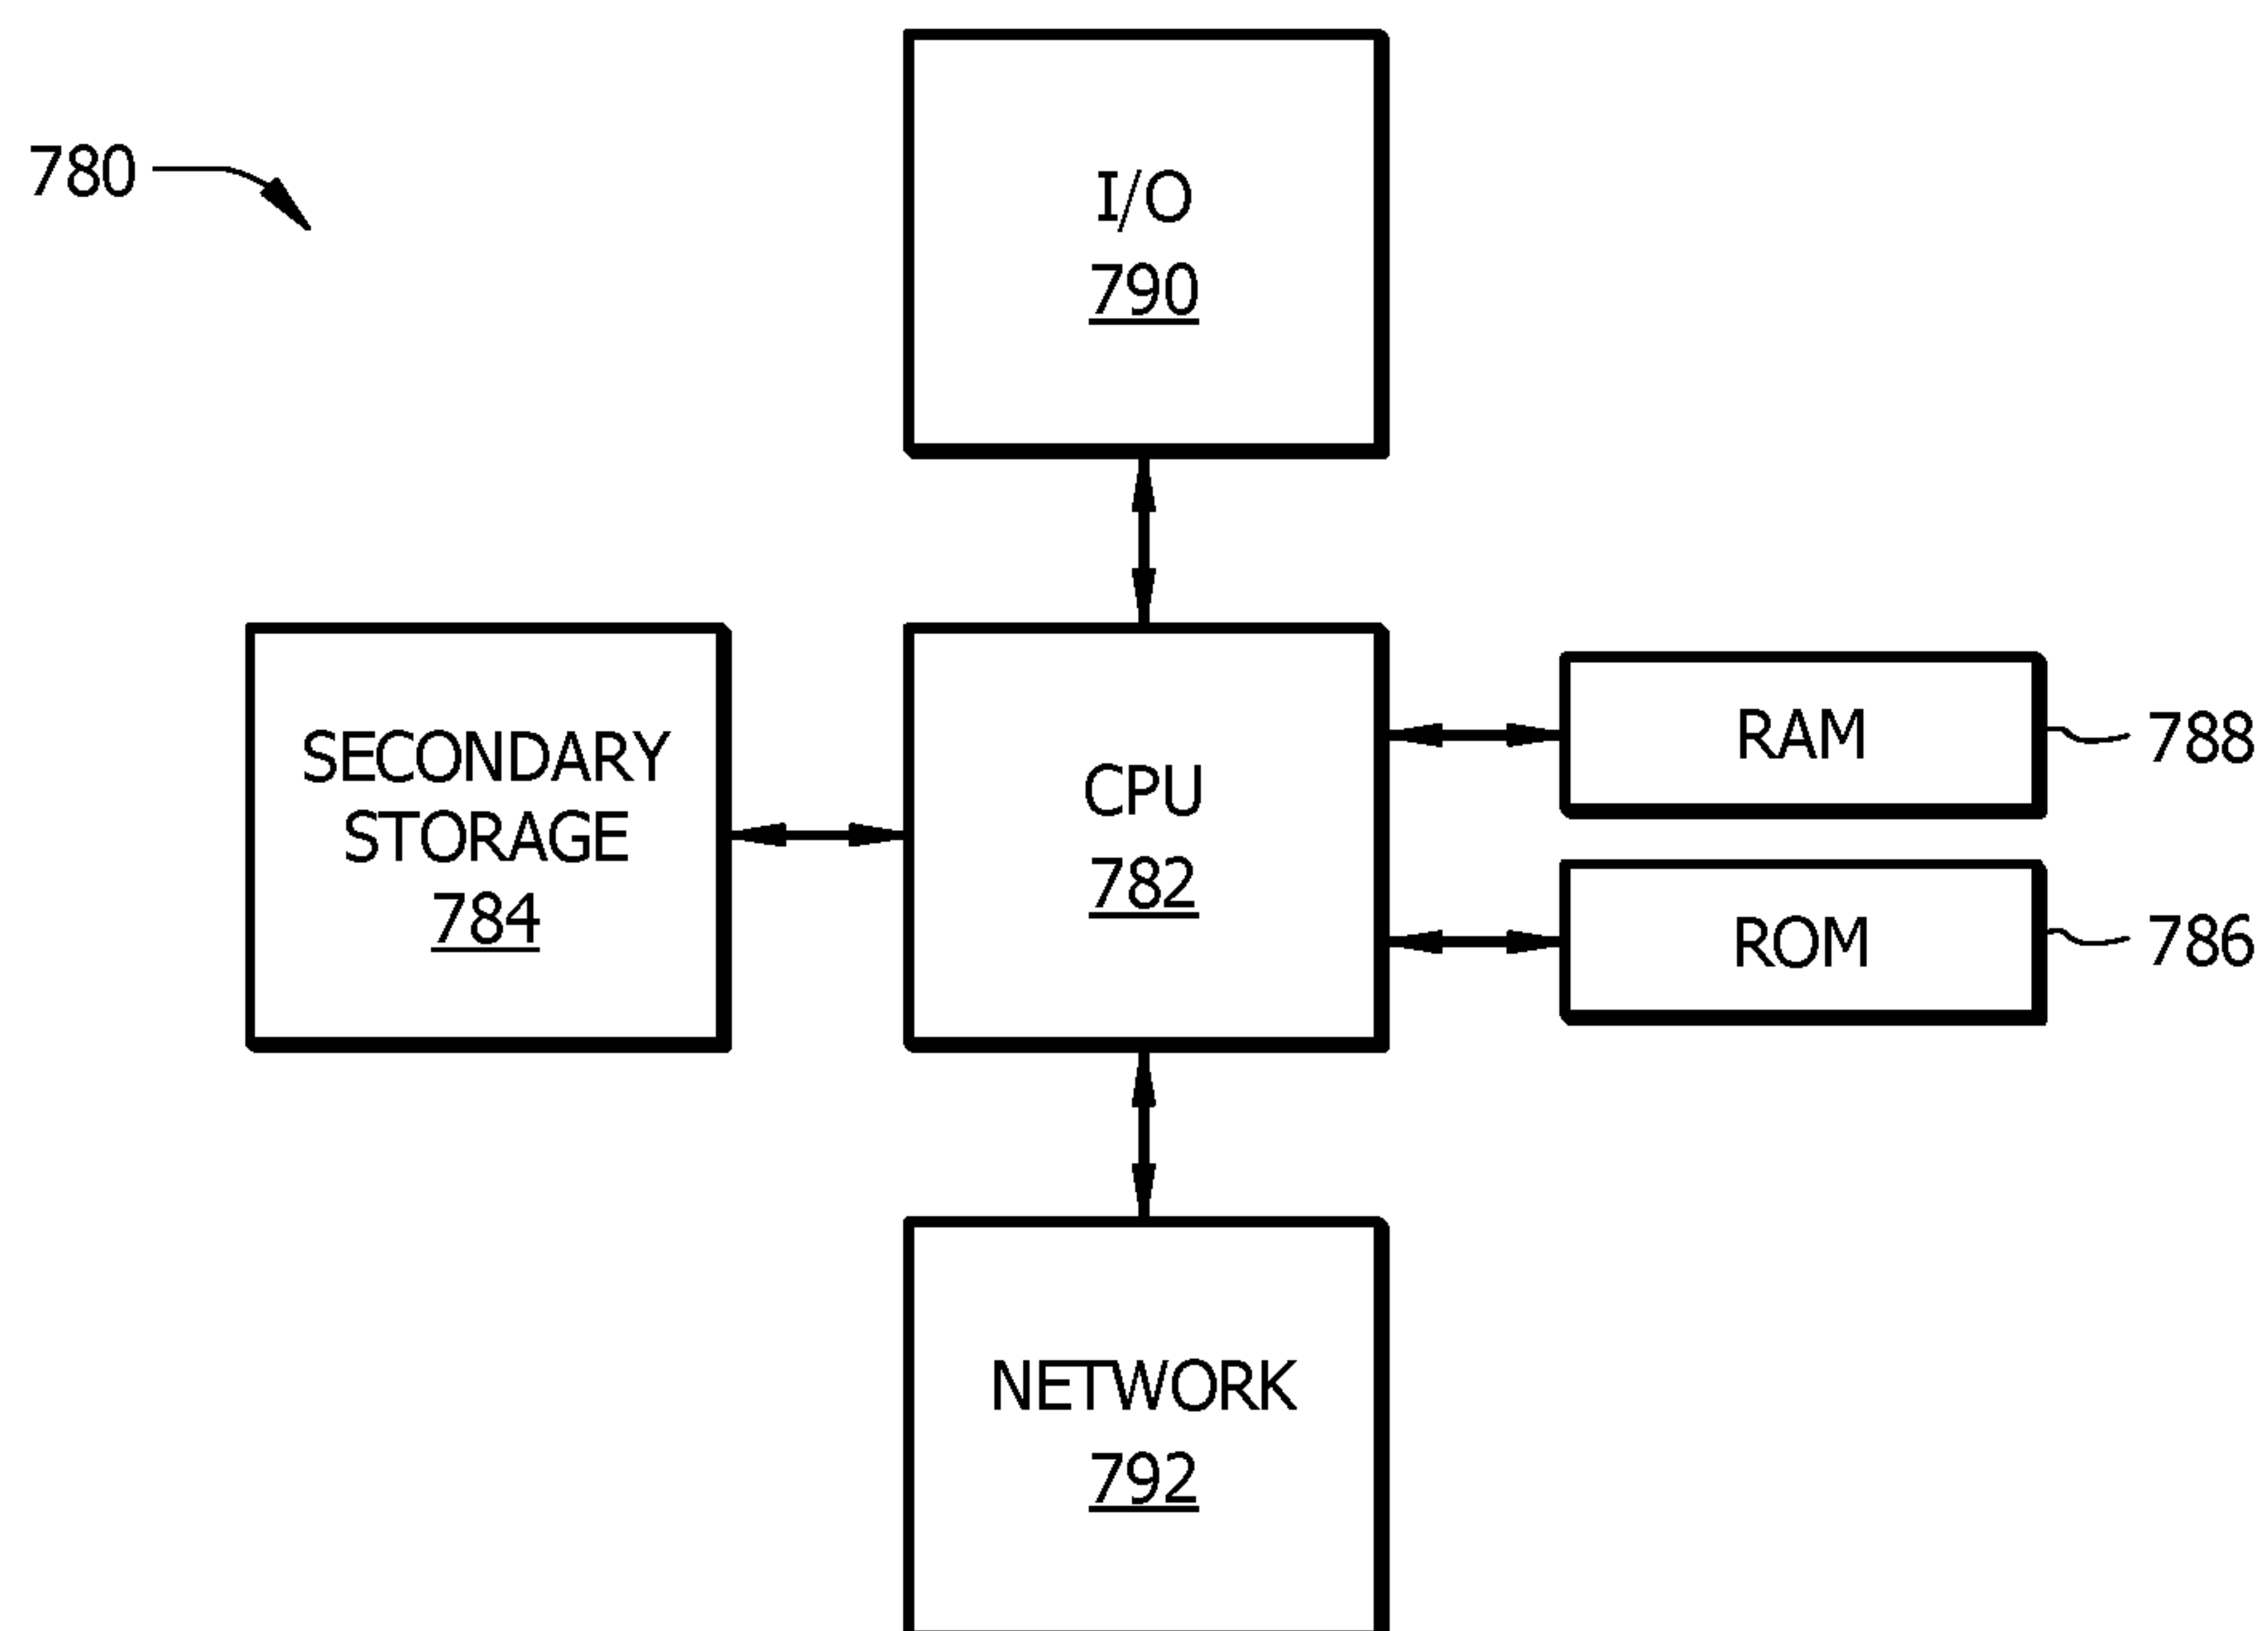 780
I/O
790
SECONDARY
STORAGE
784
CPU
782
RAM
788
ROM
786
NETWORK
792